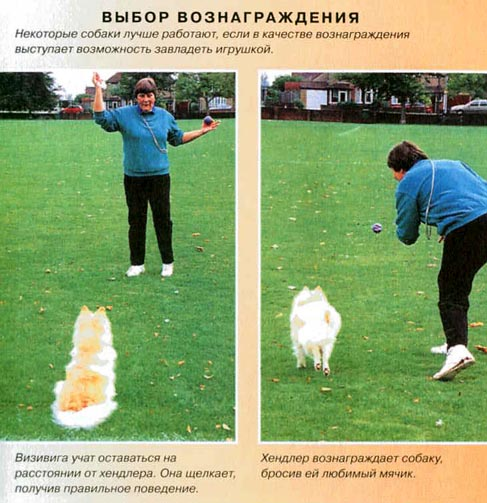 ВЫБОР ВОЗНАГРАЖДЕНИЯ
Некоторые собаки лучше работают, если в качестве вознаграждения
выступает возможность завладеть игрушкой.
Визивига учат оставаться на
расстоянии от хендлера. Она щелкает,
получив правильное поведение.
Хендлер вознаграждает собаку,
бросив ей любимый мячик.